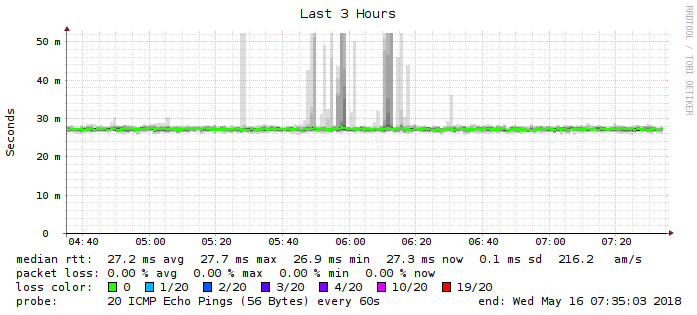 Last 3 Hours
RRDTOOL / TOBI OETIKER
Seconds
50 m
40 m
30 m
20 m
10 m
0
04:40 05:00 05:20 05:40 06:00 06:20 06:40 07:00 07:20
median rtt: 27.2 ms avg 27.7 ms max 26.9 ms min 27.3 ms now 0.1 ms sd 216.2 am/s
packet loss: 0.00 % avg 0.00 % max 0.00 % min 0.00 % now
loss color: 0 1/20 2/20 3/20 4/20 10/20 19/20
probe: 20 ICMP Echo Pings (56 Bytes) every 60s end: Wed May 16 07:35:03 2018